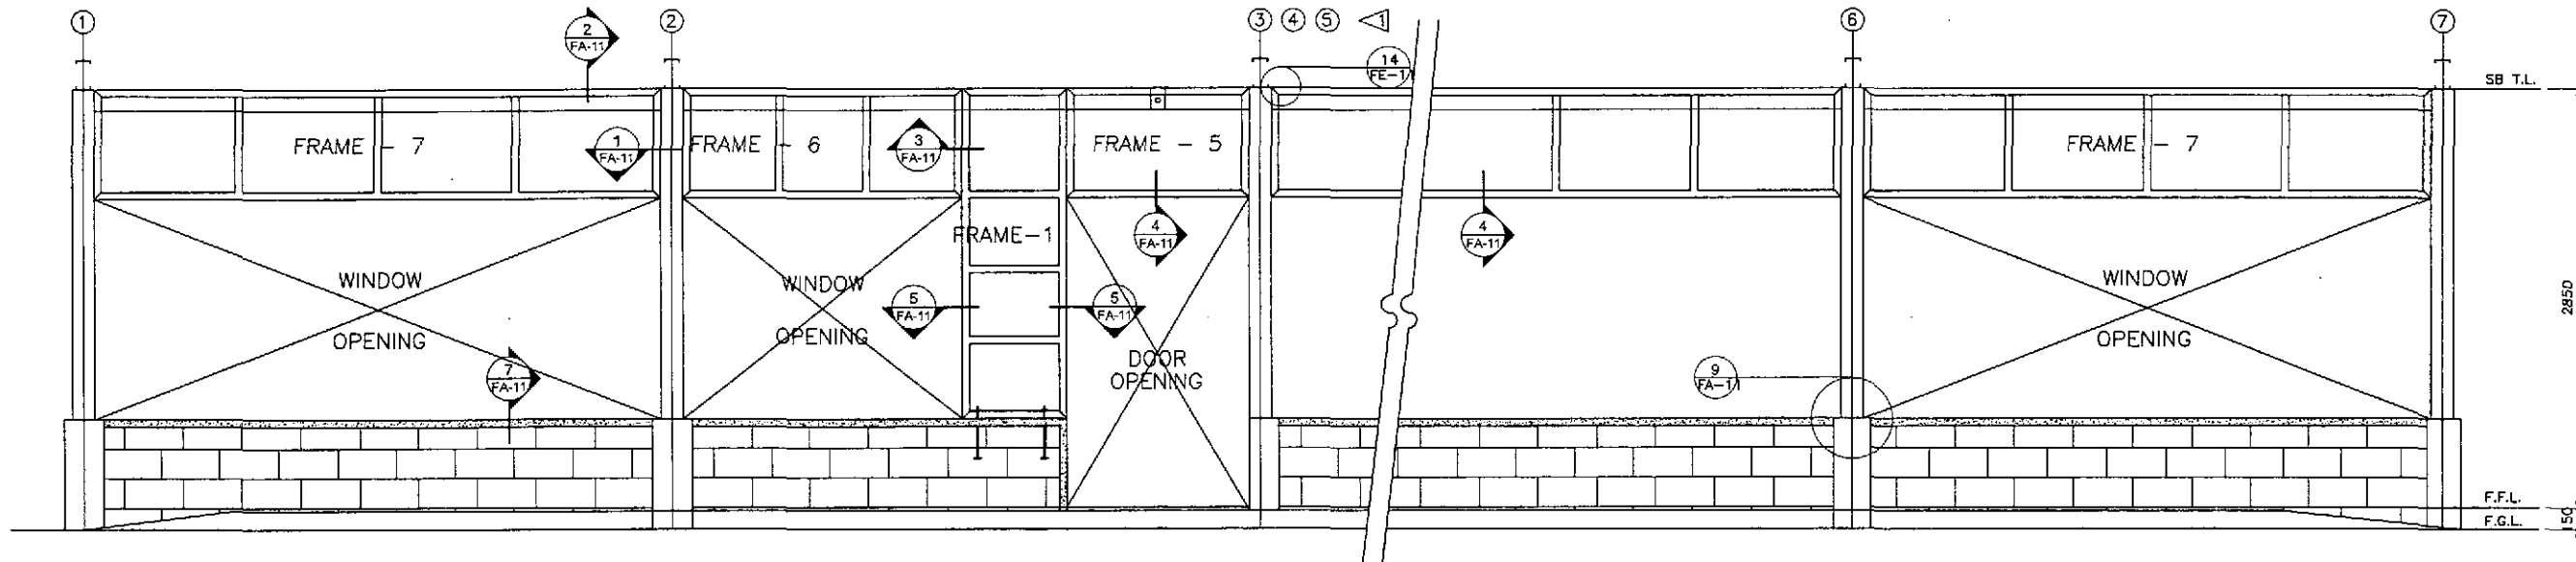 1
2
FA-11
2
3 4 5 1
14
FE-11
6
7
SB T.L.
FRAME - 7
1
FA-11
FRAME - 6
3
FA-11
FRAME - 5
FRAME - 7
FRAME-1
4
FA-11
4
FA-11
WINDOW
OPENING
WINDOW
OPENING
5
FA-11
5
FA-11
WINDOW
OPENING
2850
DOOR
OPENING
7
FA-11
9
FA-11
F.F.L.
F.G.L.
150